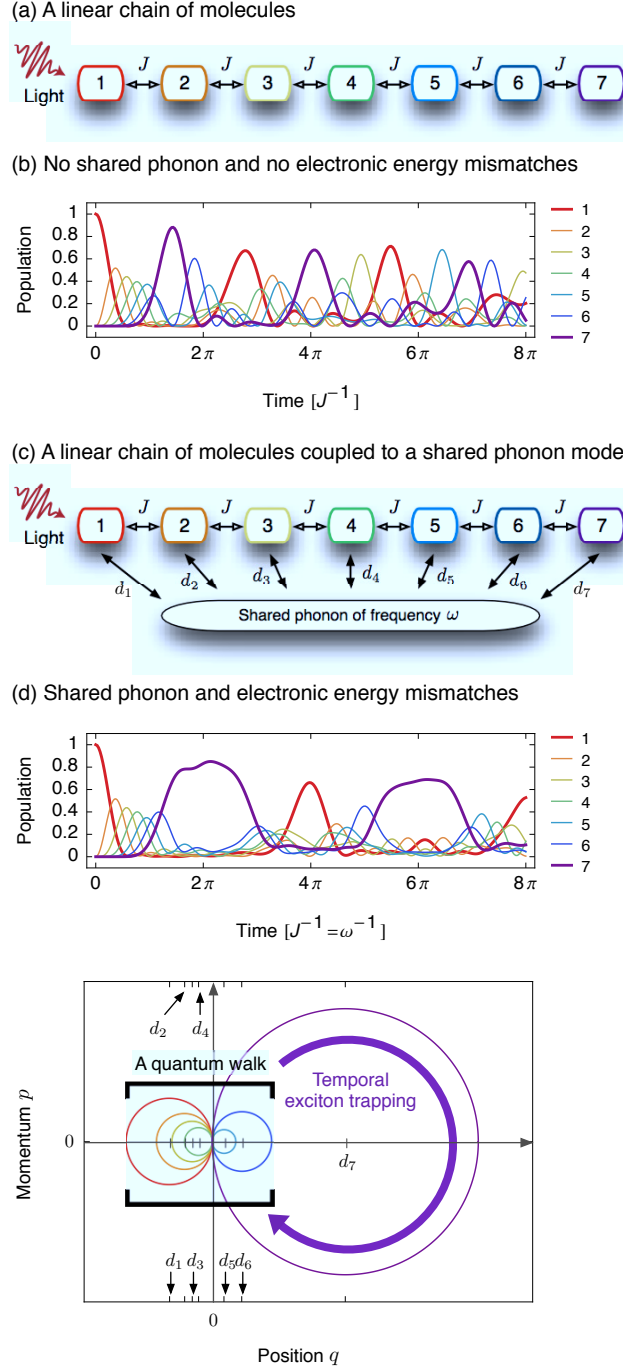 (a) A linear chain of molecules
J J J J J J
1 2 3 4 5 6 7
Light
(b) No shared phonon and no electronic energy mismatches
Population
1
0.8
0.6
0.4
0.2
0
0 2π 4π 6π 8π
Time [J⁻¹]
1
2
3
4
5
6
7
(c) A linear chain of molecules coupled to a shared phonon mode
J J J J J J
1 2 3 4 5 6 7
Light
d₁ d₂ d₃ d₄ d₅ d₆ d₇
Shared phonon of frequency ω
(d) Shared phonon and electronic energy mismatches
Population
1
0.8
0.6
0.4
0.2
0
0 2π 4π 6π 8π
Time [J⁻¹=ω⁻¹]
1
2
3
4
5
6
7
d₂ d₄
A quantum walk
Temporal
exciton trapping
Momentum p
0
d₇
d₁ d₃ d₅ d₆
0
Position q